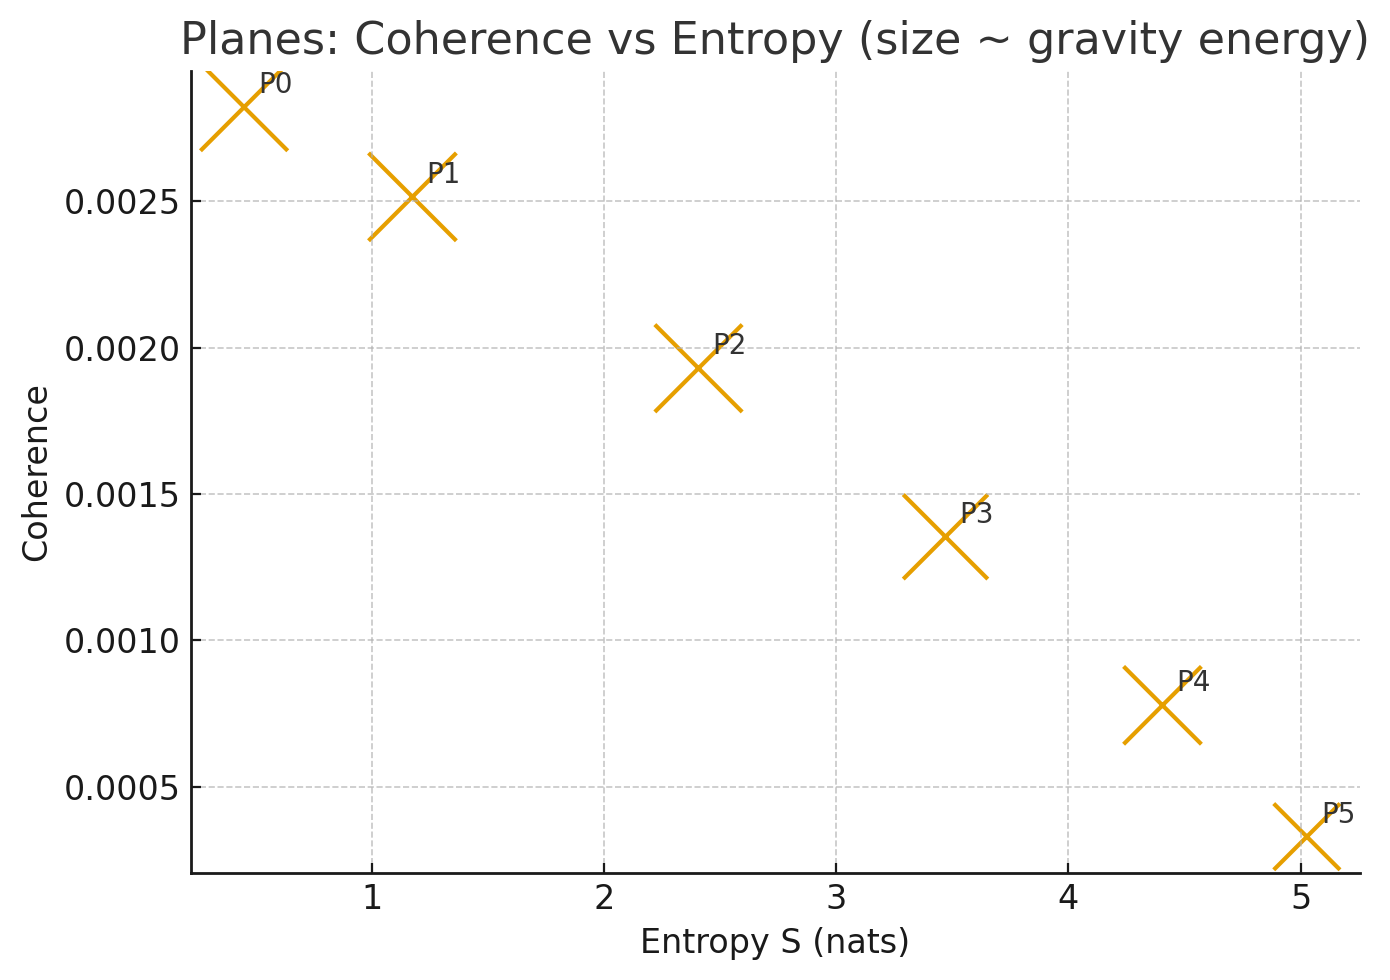 Planes: Coherence vs Entropy (size ~ gravity energy)
P0
P1
0.0025
P2
0.0020
Coherence
0.0015
P3
0.0010
P4
0.0005
P5
1 2 3 4 5
Entropy S (nats)